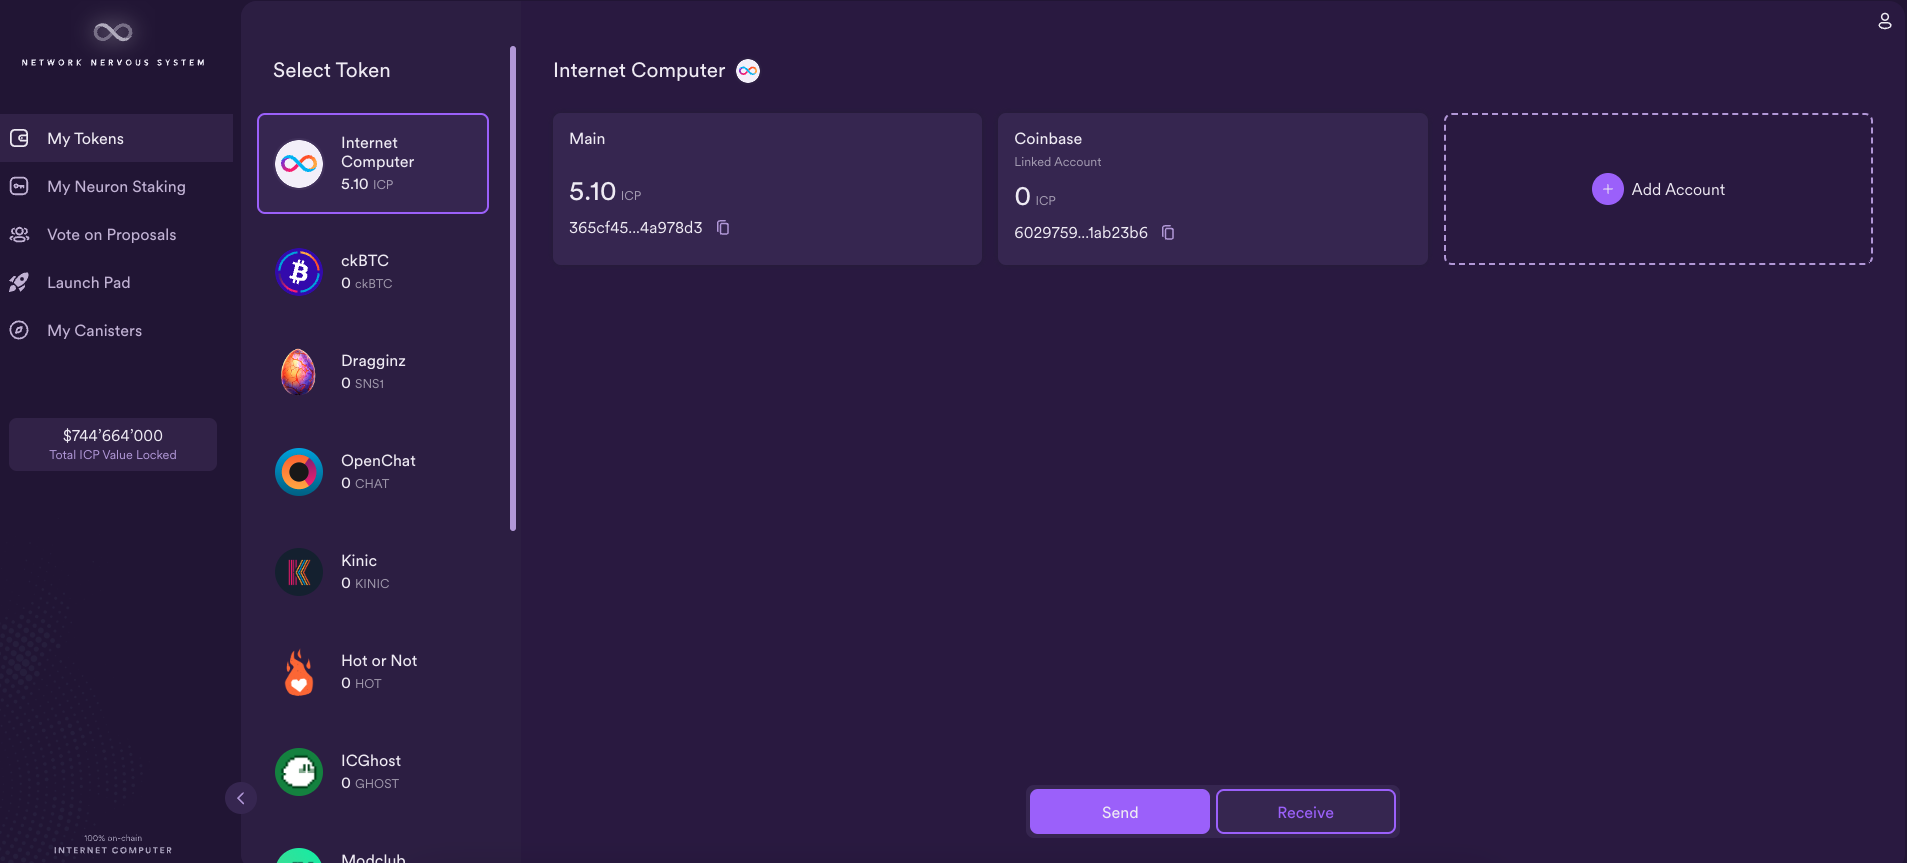 NETWORK NERVOUS SYSTEM
My Tokens
My Neuron Staking
Vote on Proposals
Launch Pad
My Canisters
$744’664’000
Total ICP Value Locked
100% on-chain
INTERNET COMPUTER
Select Token
Internet
Computer
5.10 ICP
ckBTC
0 ckBTC
Dragginz
0 SNS1
OpenChat
0 CHAT
Kinic
0 KINIC
Hot or Not
0 HOT
ICGhost
0 GHOST
Modclub
Internet Computer
Main
5.10 ICP
365cf45...4a978d3
Coinbase
Linked Account
0 ICP
6029759...1ab23b6
Add Account
Send
Receive